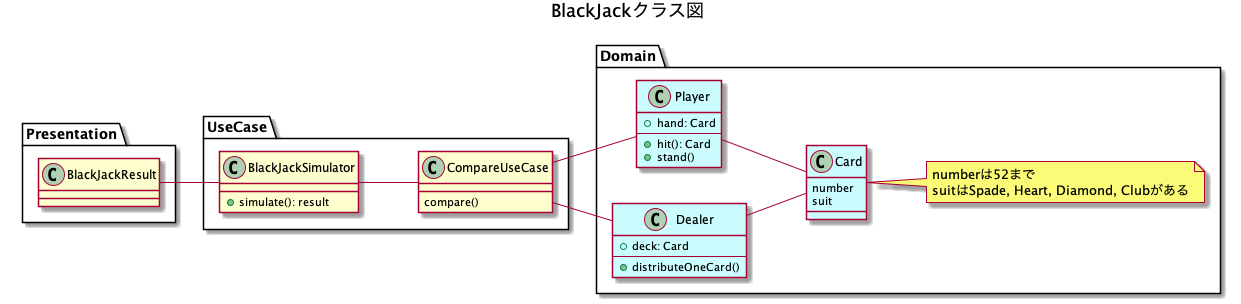 BlackJackクラス図
Presentation
C BlackJackResult
UseCase
C BlackJackSimulator
simulate(): result
C CompareUseCase
compare()
Domain
C Player
hand: Card
hit(): Card
stand()
C Dealer
deck: Card
distributeOneCard()
C Card
number
suit
numberは52まで
suitはSpade, Heart, Diamond, Clubがある